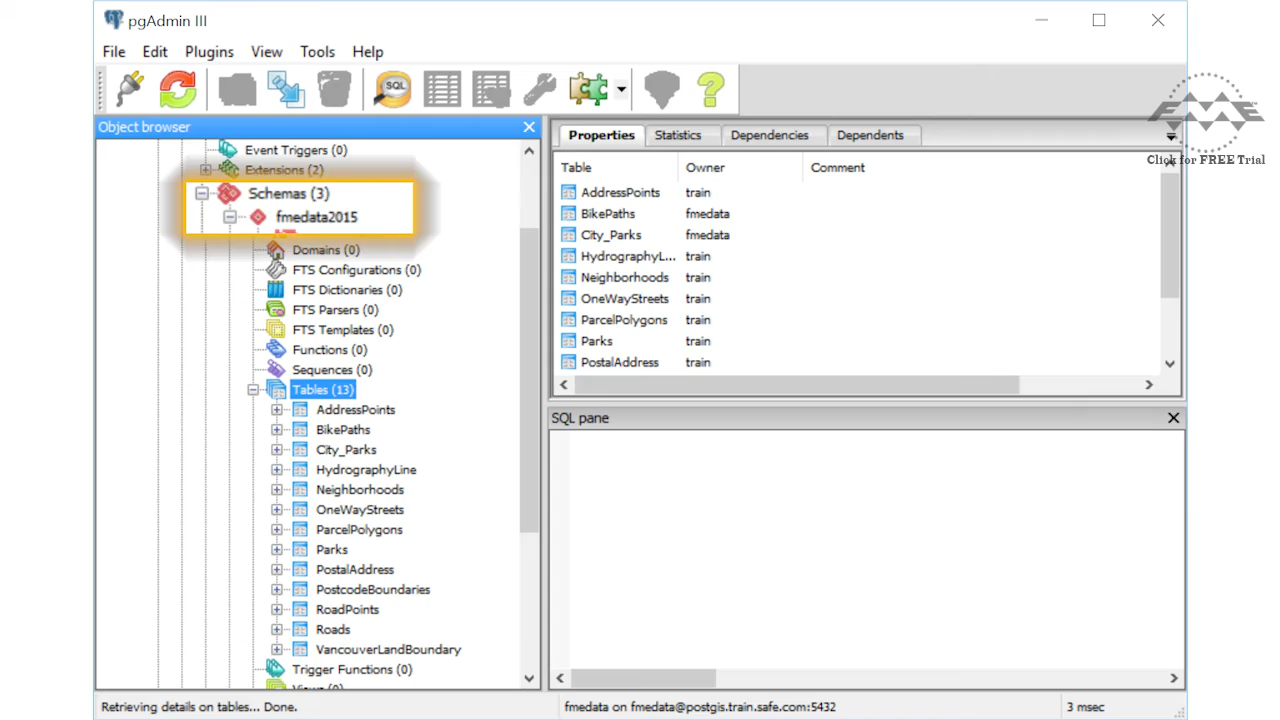 pgAdmin III
File Edit Plugins View Tools Help
SQL
FME
Click for FREE Trial
Object browser
Event Triggers (0)
Extensions (2)
Schemas (3)
fmedata2015
Domains (0)
FTS Configurations (0)
FTS Dictionaries (0)
FTS Parsers (0)
FTS Templates (0)
Functions (0)
Sequences (0)
Tables (13)
AddressPoints
BikePaths
City_Parks
HydrographyLine
Neighborhoods
OneWayStreets
ParcelPolygons
Parks
PostalAddress
PostcodeBoundaries
RoadPoints
Roads
VancouverLandBoundary
Trigger Functions (0)
Views (0)
Properties Statistics Dependencies Dependents
Table Owner Comment
AddressPoints train
BikePaths fmedata
City_Parks fmedata
HydrographyL... train
Neighborhoods train
OneWayStreets train
ParcelPolygons train
Parks train
PostalAddress train
SQL pane
Retrieving details on tables... Done. fmedata on fmedata@postgis.train.safe.com:5432 3 msec